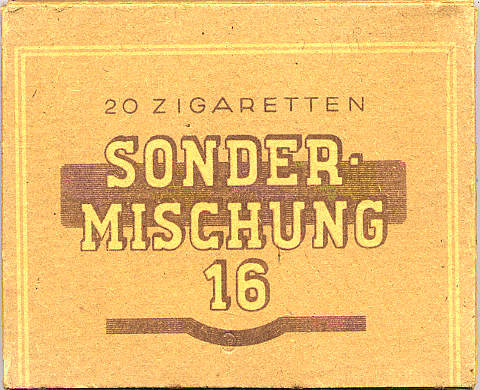 20 ZIGARETTEN
SONDER-
MISCHUNG
16